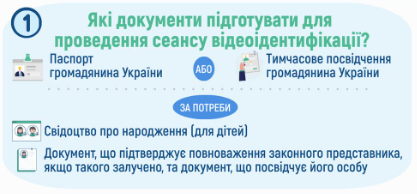 1
Які документи підготувати для
проведення сеансу відеоідентифікації?
Паспорт
громадянина України
АБО
Тимчасове посвідчення
громадянина України
ЗА ПОТРЕБИ
Свідоцтво про народження (для дітей)
Документ, що підтверджує повноваження законного представника,
якщо такого залучено, та документ, що посвідчує його особу